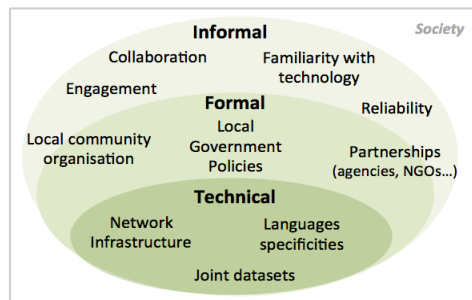 Informal
Society
Collaboration
Familiarity with
technology
Engagement
Formal
Reliability
Local
Government
Policies
Local community
organisation
Partnerships
(agencies, NGOs...)
Technical
Network
Infrastructure
Languages
specificities
Joint datasets